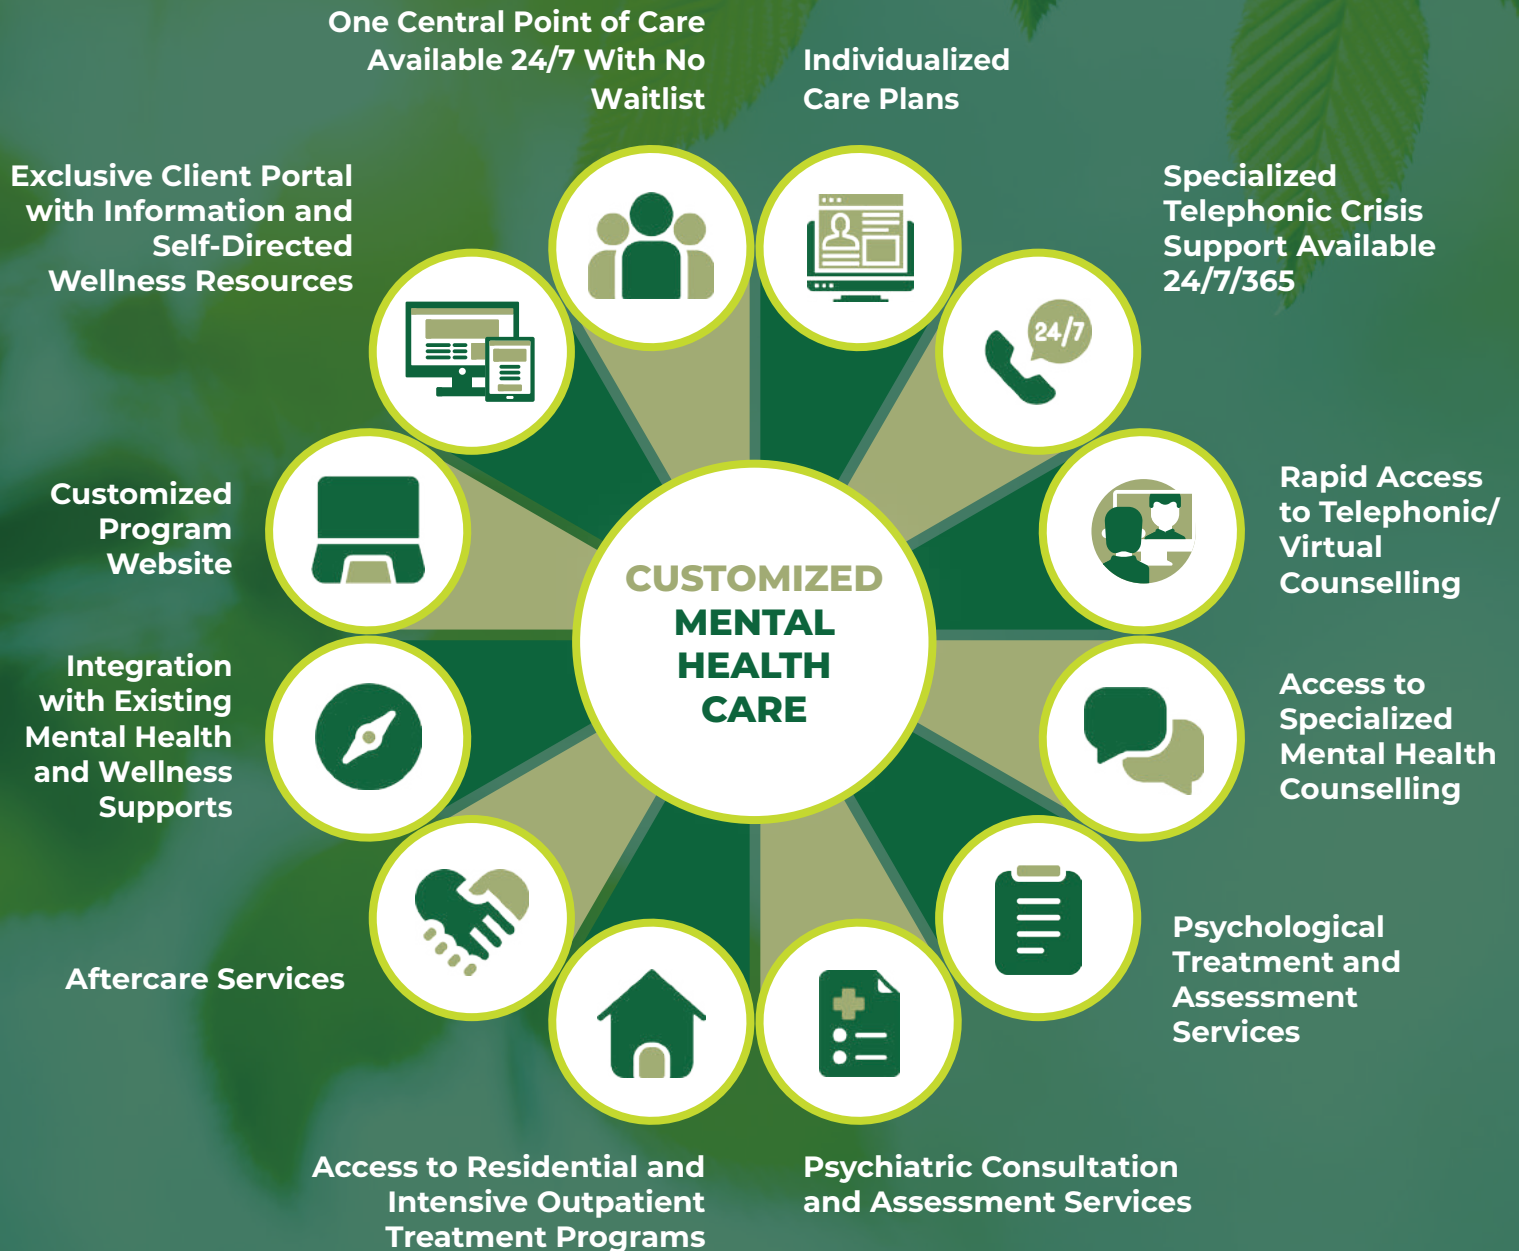 One Central Point of Care
Available 24/7 With No
Waitlist
Individualized
Care Plans
Specialized
Telephonic Crisis
Support Available
24/7/365
24/7
Rapid Access
to Telephonic/
Virtual
Counselling
Access to
Specialized
Mental Health
Counselling
Psychological
Treatment and
Assessment
Services
Psychiatric Consultation
and Assessment Services
Access to Residential and
Intensive Outpatient
Treatment Programs
Aftercare Services
Integration
with Existing
Mental Health
and Wellness
Supports
Customized
Program
Website
Exclusive Client Portal
with Information and
Self-Directed
Wellness Resources
CUSTOMIZED
MENTAL
HEALTH
CARE